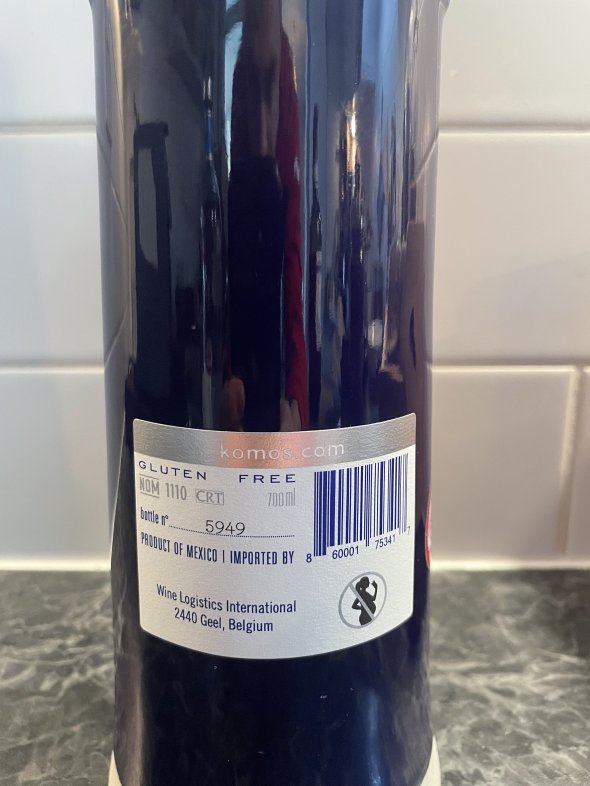 komos.com
GLUTEN FREE
NOM 1110 CRT 700ml
bottle nº 5949
PRODUCT OF MEXICO | IMPORTED BY
8 60001 75341 7
Wine Logistics International
2440 Geel, Belgium